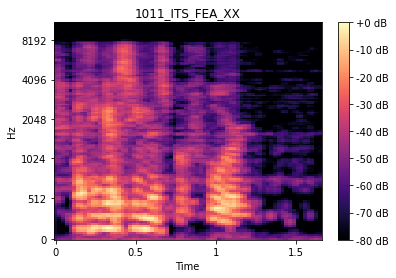 1011_ITS_FEA_XX
8192
4096
2048
1024
512
0
Hz
0
0.5
1
1.5
Time
+0 dB
-10 dB
-20 dB
-30 dB
-40 dB
-50 dB
-60 dB
-70 dB
-80 dB